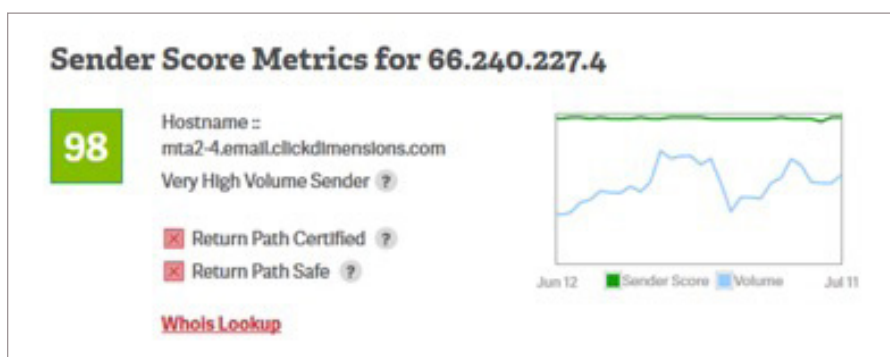 Sender Score Metrics for 66.240.227.4
98
Hostname ::
mta2-4.email.clickdimensions.com
Very High Volume Sender ?
Return Path Certified ?
Return Path Safe ?
Whois Lookup
Jun 12 Sender Score Volume Jul 11